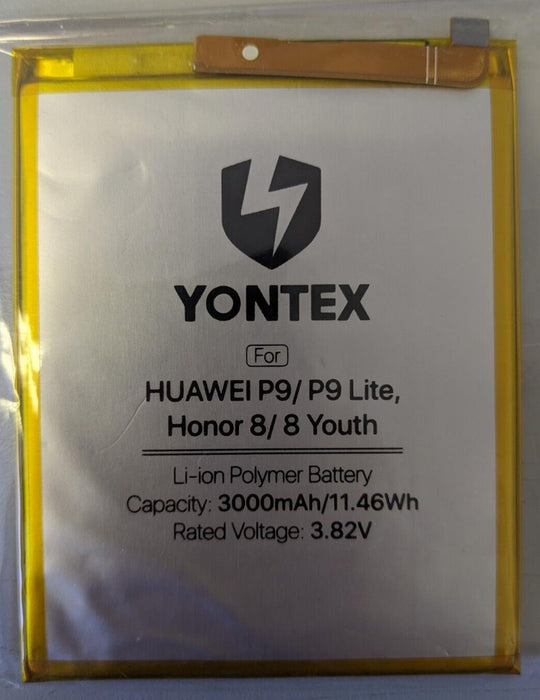 YONTEX
For
HUAWEI P9/ P9 Lite,
Honor 8/ 8 Youth
Li-ion Polymer Battery
Capacity: 3000mAh/11.46Wh
Rated Voltage: 3.82V